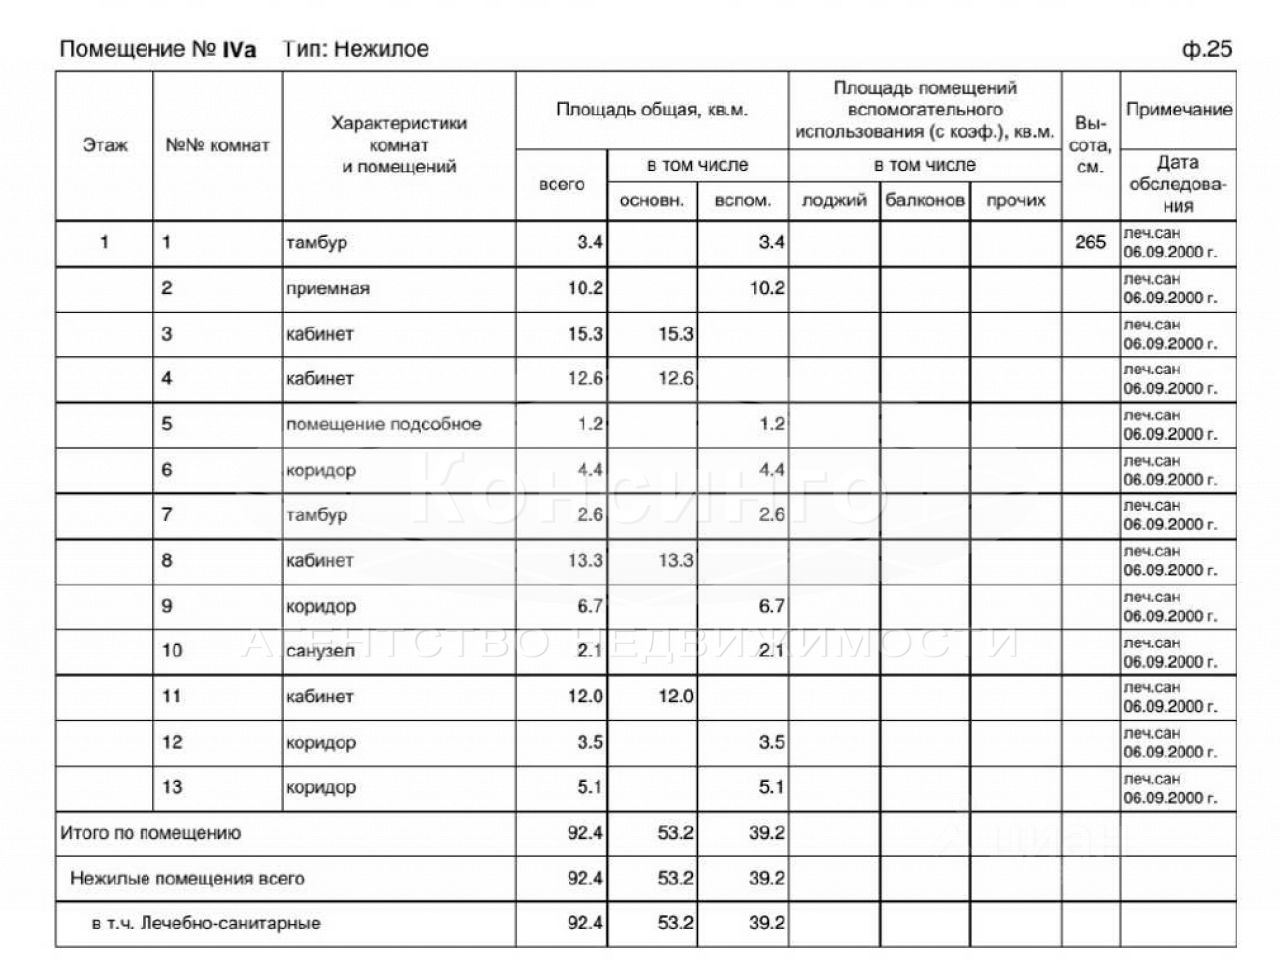 Помещение № IVa Тип: Нежилое ф.25
Этаж №№ комнат Характеристики комнат и помещений Площадь общая, кв.м. Площадь помещений вспомогательного использования (с коэф.), кв.м. Вы-сота, см. Примечание
всего в том числе в том числе Дата обследова-ния
основн. вспом. лоджий балконов прочих
1 1 тамбур 3.4 3.4 265 леч.сан 06.09.2000 г.
2 приемная 10.2 10.2 леч.сан 06.09.2000 г.
3 кабинет 15.3 15.3 леч.сан 06.09.2000 г.
4 кабинет 12.6 12.6 леч.сан 06.09.2000 г.
5 помещение подсобное 1.2 1.2 леч.сан 06.09.2000 г.
6 коридор 4.4 4.4 леч.сан 06.09.2000 г.
7 тамбур 2.6 2.6 леч.сан 06.09.2000 г.
8 кабинет 13.3 13.3 леч.сан 06.09.2000 г.
9 коридор 6.7 6.7 леч.сан 06.09.2000 г.
10 санузел 2.1 2.1 леч.сан 06.09.2000 г.
11 кабинет 12.0 12.0 леч.сан 06.09.2000 г.
12 коридор 3.5 3.5 леч.сан 06.09.2000 г.
13 коридор 5.1 5.1 леч.сан 06.09.2000 г.
Итого по помещению 92.4 53.2 39.2
Нежилые помещения всего 92.4 53.2 39.2
в т.ч. Лечебно-санитарные 92.4 53.2 39.2
Консинго
АГЕНТСТВО НЕДВИЖИМОСТИ
циан